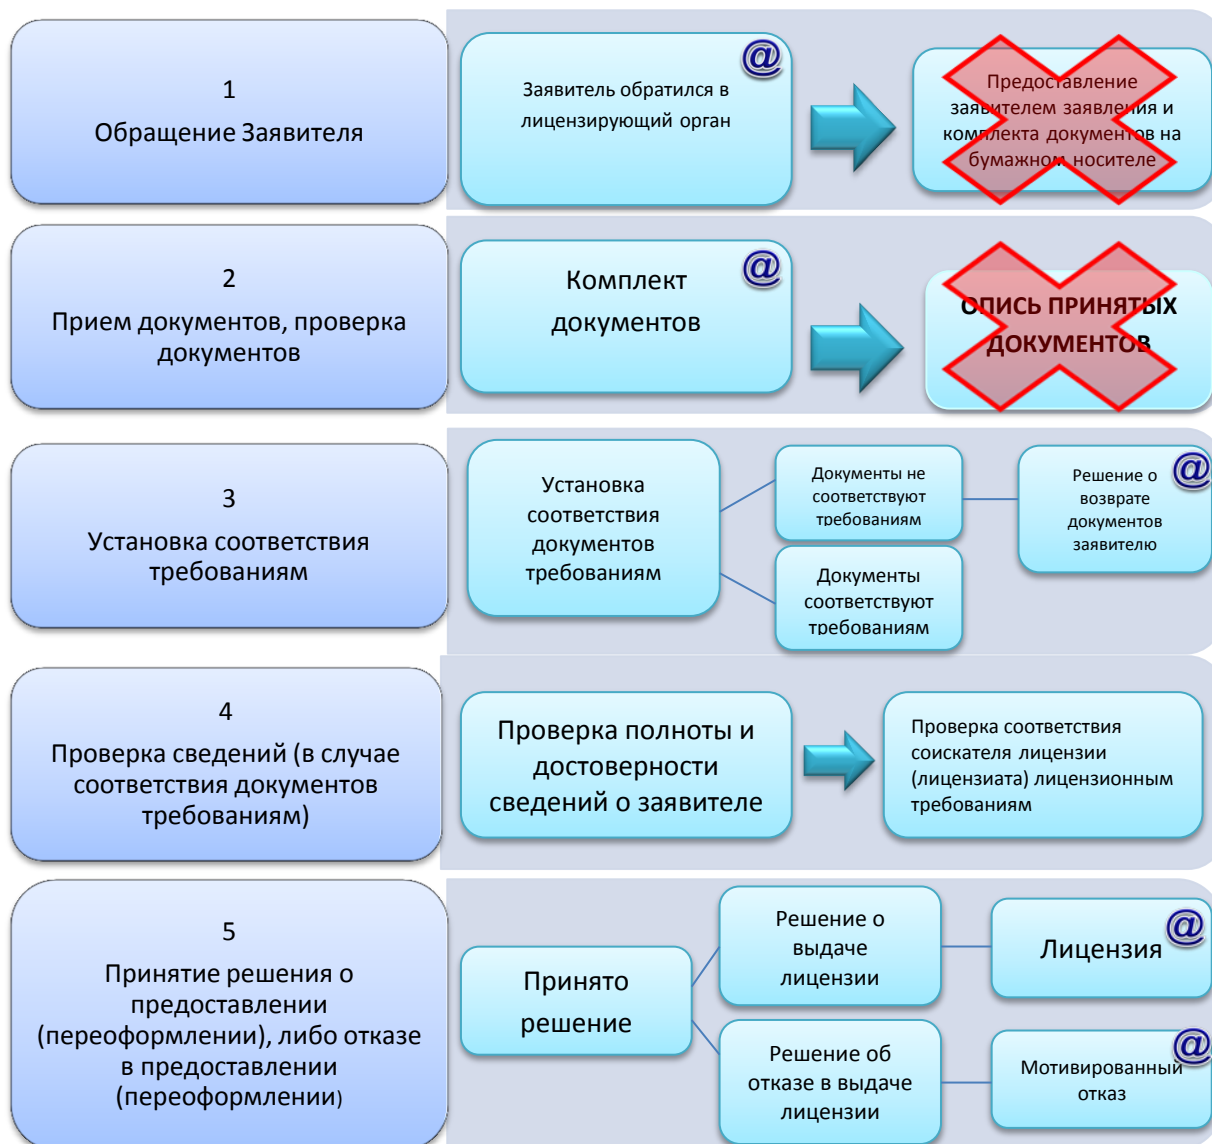 1
Обращение Заявителя
@
Заявитель обратился в
лицензирующий орган
Предоставление
заявителем заявления и
комплекта документов на
бумажном носителе
2
Прием документов, проверка
документов
@
Комплект
документов
ОПИСЬ ПРИНЯТЫХ
ДОКУМЕНТОВ
3
Установка соответствия
требованиям
Установка
соответствия
документов
требованиям
Документы не
соответствуют
требованиям
@
Решение о
возврате
документов
заявителю
Документы
соответствуют
требованиям
4
Проверка сведений (в случае
соответствия документов
требованиям)
Проверка полноты и
достоверности
сведений о заявителе
Проверка соответствия
соискателя лицензии
(лицензиата) лицензионным
требованиям
5
Принятие решения о
предоставлении
(переоформлении), либо отказе
в предоставлении
(переоформлении)
Принято
решение
Решение о
выдаче
лицензии
@
Лицензия
Решение об
отказе в выдаче
лицензии
@
Мотивированный
отказ